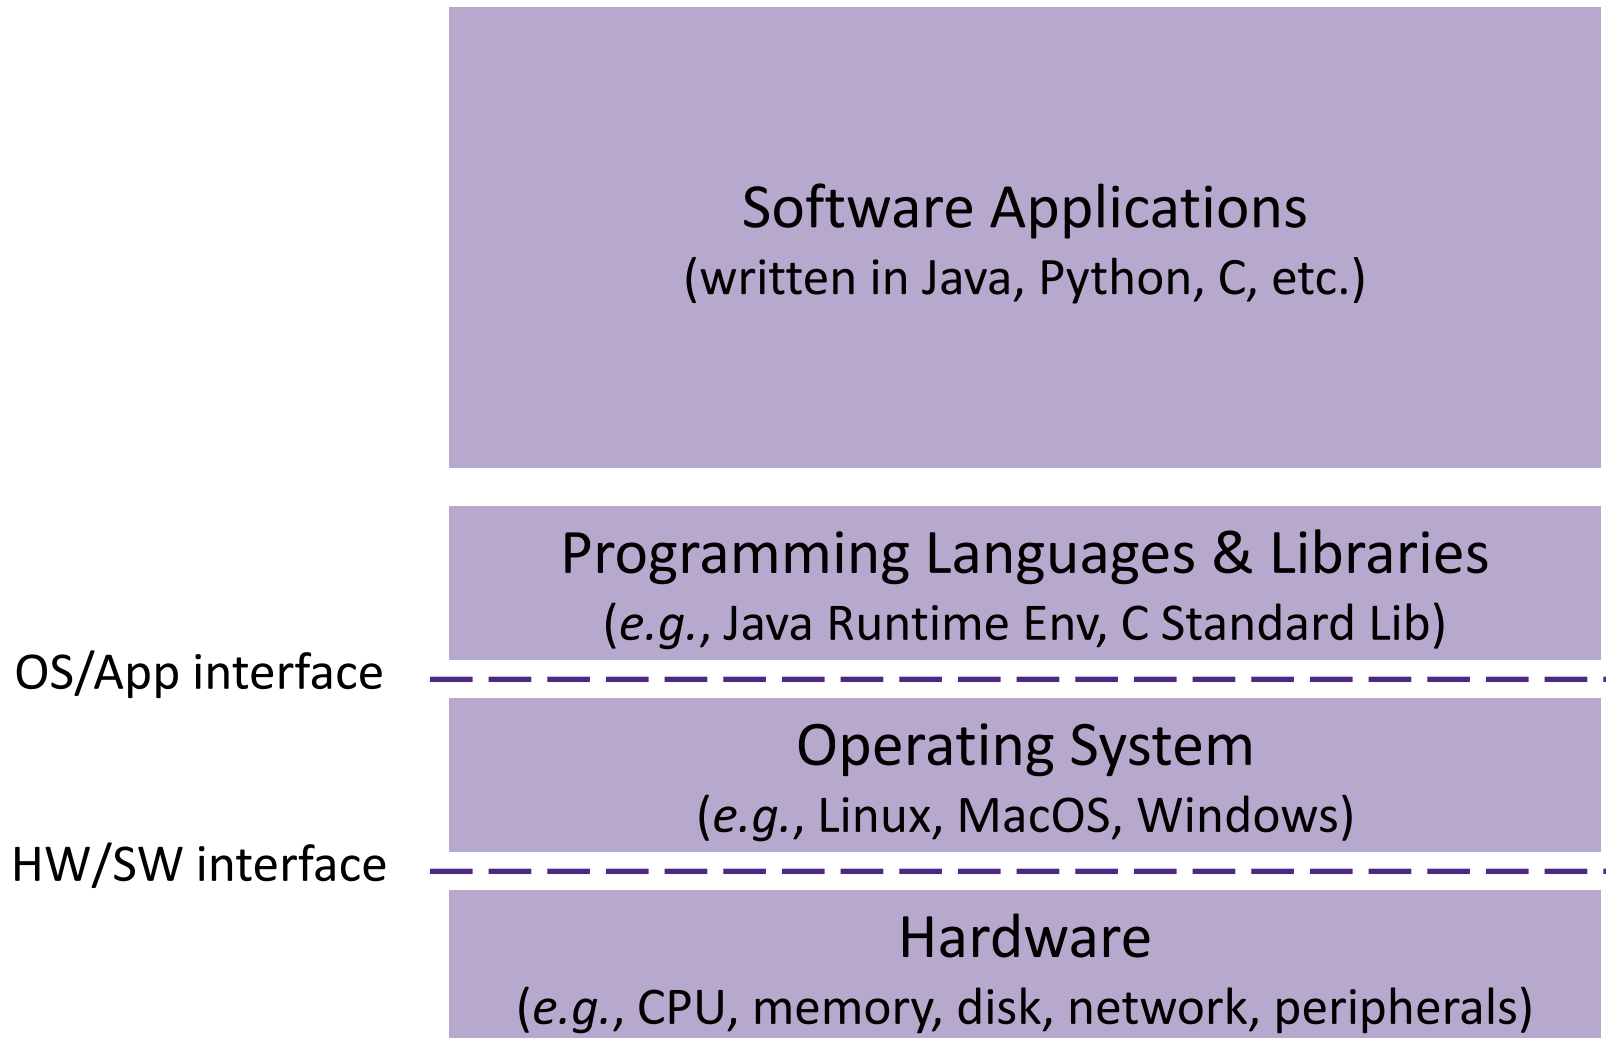 Software Applications
(written in Java, Python, C, etc.)
Programming Languages & Libraries
(e.g., Java Runtime Env, C Standard Lib)
OS/App interface
Operating System
(e.g., Linux, MacOS, Windows)
HW/SW interface
Hardware
(e.g., CPU, memory, disk, network, peripherals)